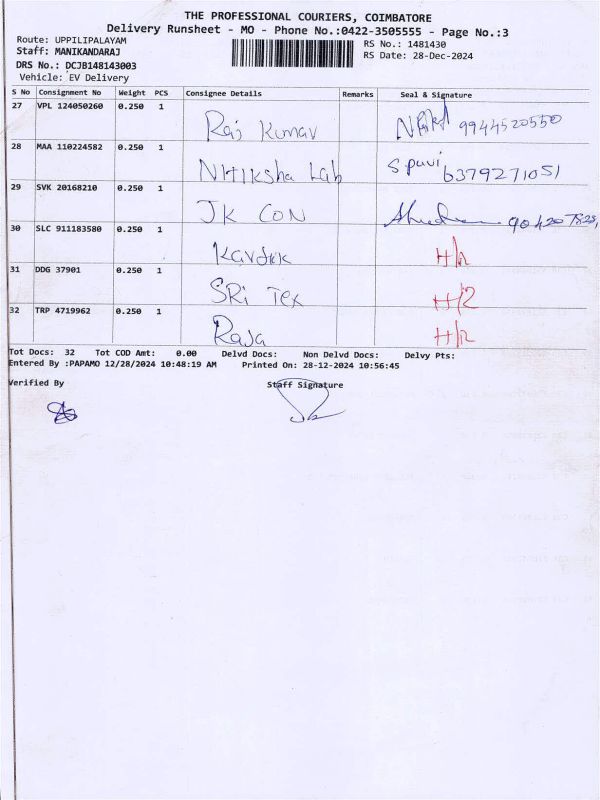 THE PROFESSIONAL COURIERS, COIMBATORE
Delivery Runsheet - MO - Phone No.:0422-3505555 - Page No.:3
Route: UPPILIPALAYAM
RS No.: 1481430
Staff: MANIKANDARAJ
RS Date: 28-Dec-2024
DRS No.: DCJB148143003
Vehicle: EV Delivery
S No Consignment No Weight PCS Consignee Details Remarks Seal & Signature
27 VPL 124050260 0.250 1 Raj Kumar 9944520550
28 MAA 110224582 0.250 1 Nitiksha Lab S pavi 6379271051
29 SVK 20168210 0.250 1 JK CON
30 SLC 911183580 0.250 1 Kardik
31 DDG 37901 0.250 1 SRi Tex
32 TRP 4719962 0.250 1 Raja
Tot Docs: 32 Tot COD Amt: 0.00 Delvd Docs: Non Delvd Docs: Delvy Pts:
Entered By :PAPAMO 12/28/2024 10:48:19 AM Printed On: 28-12-2024 10:56:45
Verified By Staff Signature